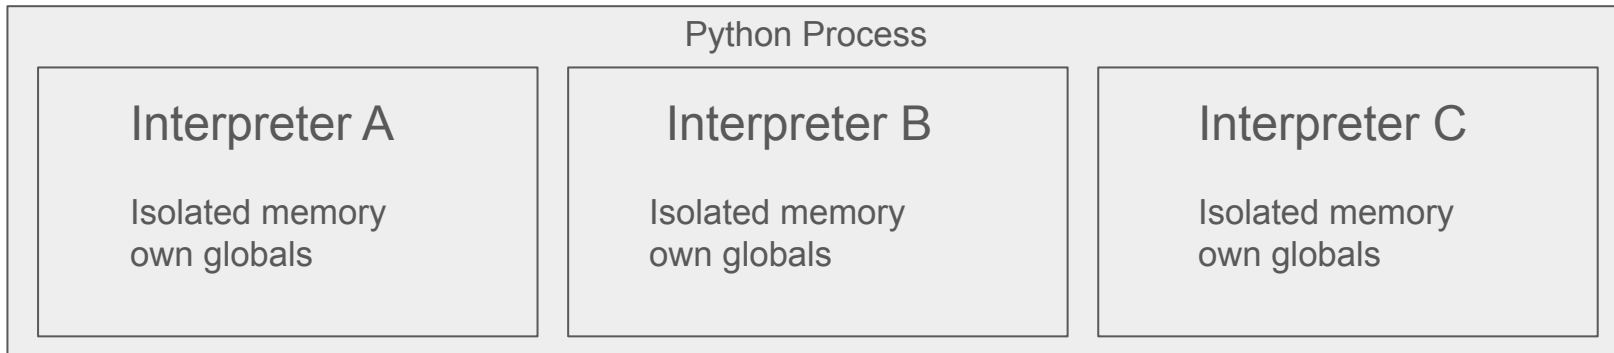 Python Process
Interpreter A
Isolated memory
own globals
Interpreter B
Isolated memory
own globals
Interpreter C
Isolated memory
own globals